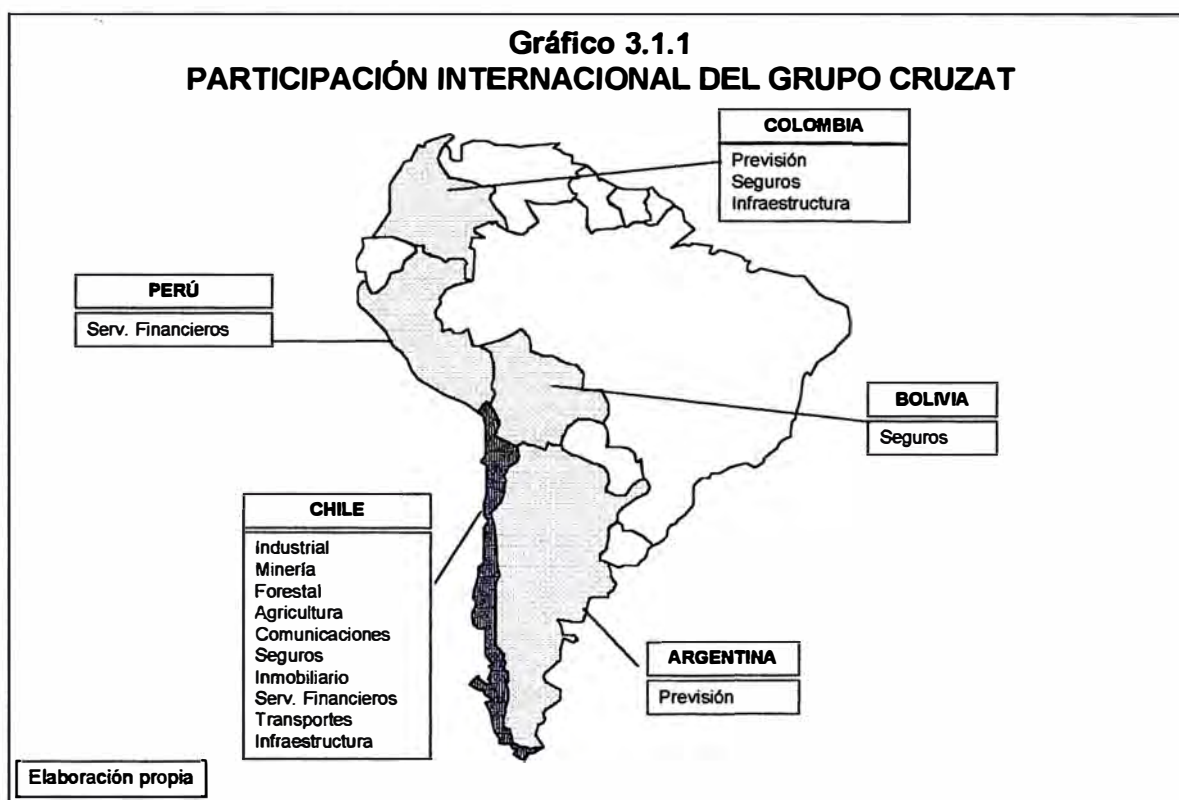 Gráfico 3.1.1
PARTICIPACIÓN INTERNACIONAL DEL GRUPO CRUZAT
COLOMBIA
Previsión
Seguros
Infraestructura
PERÚ
Serv. Financieros
BOLIVIA
Seguros
CHILE
Industrial
Minería
Forestal
Agricultura
Comunicaciones
Seguros
Inmobiliario
Serv. Financieros
Transportes
Infraestructura
ARGENTINA
Previsión
Elaboración propia